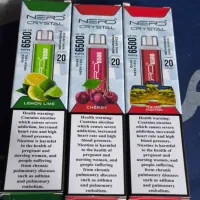 NERD
CRYSTAL
6500
20
LEMON LIME
Health warning
Contains nicotine
which causes severe
addiction, increased
heart rate and high
blood pressure.
Nicotine is harmful
to the health of
pregnant and
nursing women, and
people suffering
from chronic
pulmonary diseases
such as asthma
and pulmonary
embolism.
NERD
CRYSTAL
6500
20
CHERRY
Health warning
Contains nicotine
which causes severe
addiction, increased
heart rate and high
blood pressure.
Nicotine is harmful
to the health of
pregnant and
nursing women, and
people suffering
from chronic
pulmonary diseases
such as asthma
and pulmonary
embolism.
NERD
CRYSTAL
6500
20
Health warning
Contains nicotine
which causes severe
addiction, increased
heart rate and high
blood pressure.
Nicotine is harmful
to the health of
pregnant and
nursing women, and
people suffering
from chronic
pulmonary diseases
such as asthma
and pulmonary
embolism.